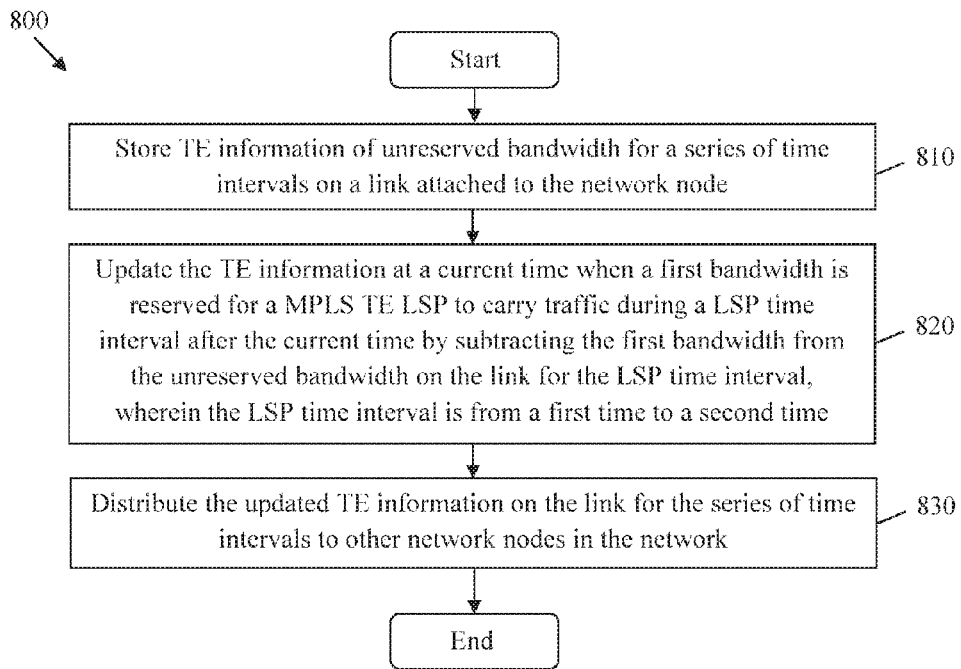 800
Start
Store TE information of unreserved bandwidth for a series of time
intervals on a link attached to the network node
810
Update the TE information at a current time when a first bandwidth is
reserved for a MPLS TE LSP to carry traffic during a LSP time
interval after the current time by subtracting the first bandwidth from
the unreserved bandwidth on the link for the LSP time interval,
wherein the LSP time interval is from a first time to a second time
820
Distribute the updated TE information on the link for the series of time
intervals to other network nodes in the network
830
End